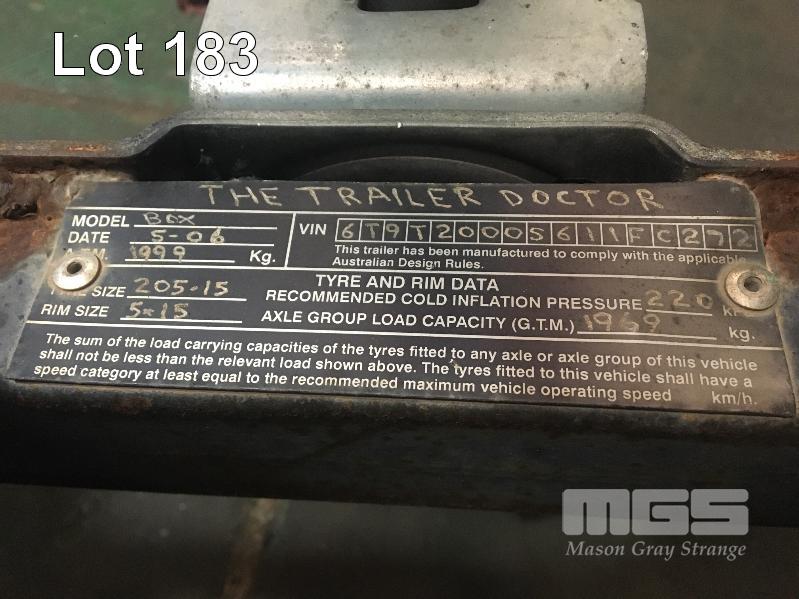 Lot 183
THE TRAILER DOCTOR
MODEL BOX
DATE 5-06
1999 Kg.
VIN 6T9T20005611FC272
This trailer has been manufactured to comply with the applicable
Australian Design Rules.
TYRE AND RIM DATA
SIZE 205-15
RECOMMENDED COLD INFLATION PRESSURE 220
RIM SIZE 5x15
AXLE GROUP LOAD CAPACITY (G.T.M.) 1969 kg.
The sum of the load carrying capacities of the tyres fitted to any axle or axle group of this vehicle
shall not be less than the relevant load shown above. The tyres fitted to this vehicle shall have a
speed category at least equal to the recommended maximum vehicle operating speed km/h.
MGS
Mason Gray Strange